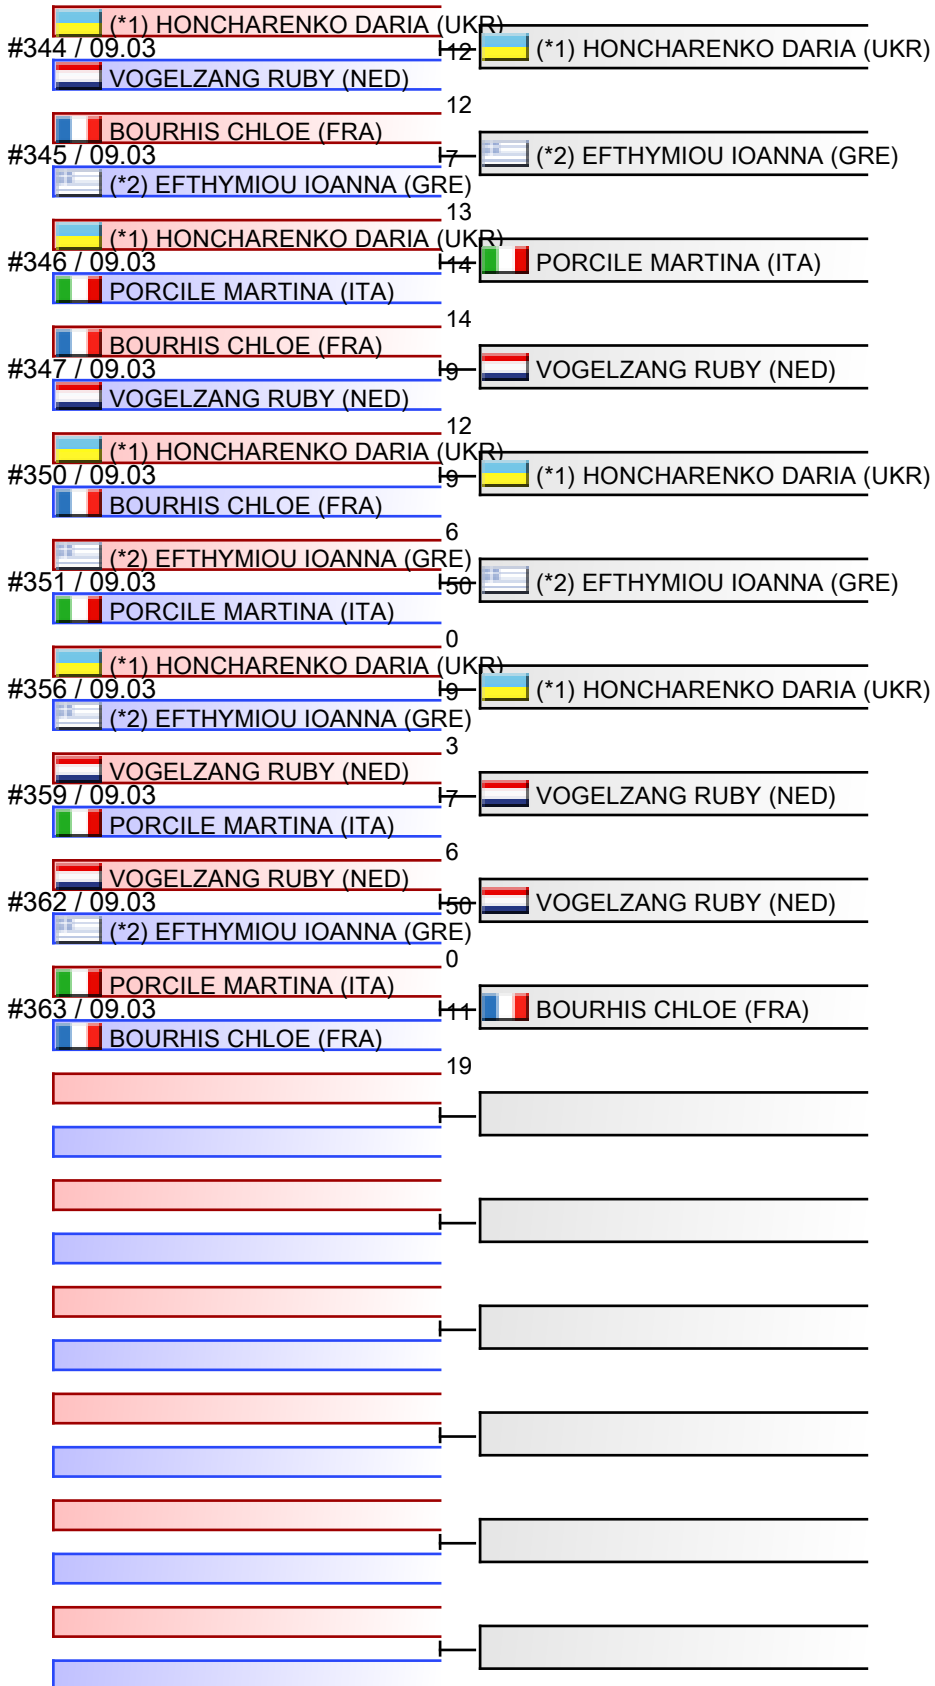 (*1) HONCHARENKO DARIA (UKR)
#344 / 09.03
12
(*1) HONCHARENKO DARIA (UKR)
VOGELZANG RUBY (NED)
12
BOURHIS CHLOE (FRA)
#345 / 09.03
7
(*2) EFTHYMIOU IOANNA (GRE)
(*2) EFTHYMIOU IOANNA (GRE)
13
(*1) HONCHARENKO DARIA (UKR)
#346 / 09.03
14
PORCILE MARTINA (ITA)
PORCILE MARTINA (ITA)
14
BOURHIS CHLOE (FRA)
#347 / 09.03
9
VOGELZANG RUBY (NED)
VOGELZANG RUBY (NED)
12
(*1) HONCHARENKO DARIA (UKR)
#350 / 09.03
9
(*1) HONCHARENKO DARIA (UKR)
BOURHIS CHLOE (FRA)
6
(*2) EFTHYMIOU IOANNA (GRE)
#351 / 09.03
50
(*2) EFTHYMIOU IOANNA (GRE)
PORCILE MARTINA (ITA)
0
(*1) HONCHARENKO DARIA (UKR)
#356 / 09.03
9
(*1) HONCHARENKO DARIA (UKR)
(*2) EFTHYMIOU IOANNA (GRE)
3
VOGELZANG RUBY (NED)
#359 / 09.03
7
VOGELZANG RUBY (NED)
PORCILE MARTINA (ITA)
6
VOGELZANG RUBY (NED)
#362 / 09.03
50
VOGELZANG RUBY (NED)
(*2) EFTHYMIOU IOANNA (GRE)
0
PORCILE MARTINA (ITA)
#363 / 09.03
11
BOURHIS CHLOE (FRA)
BOURHIS CHLOE (FRA)
19